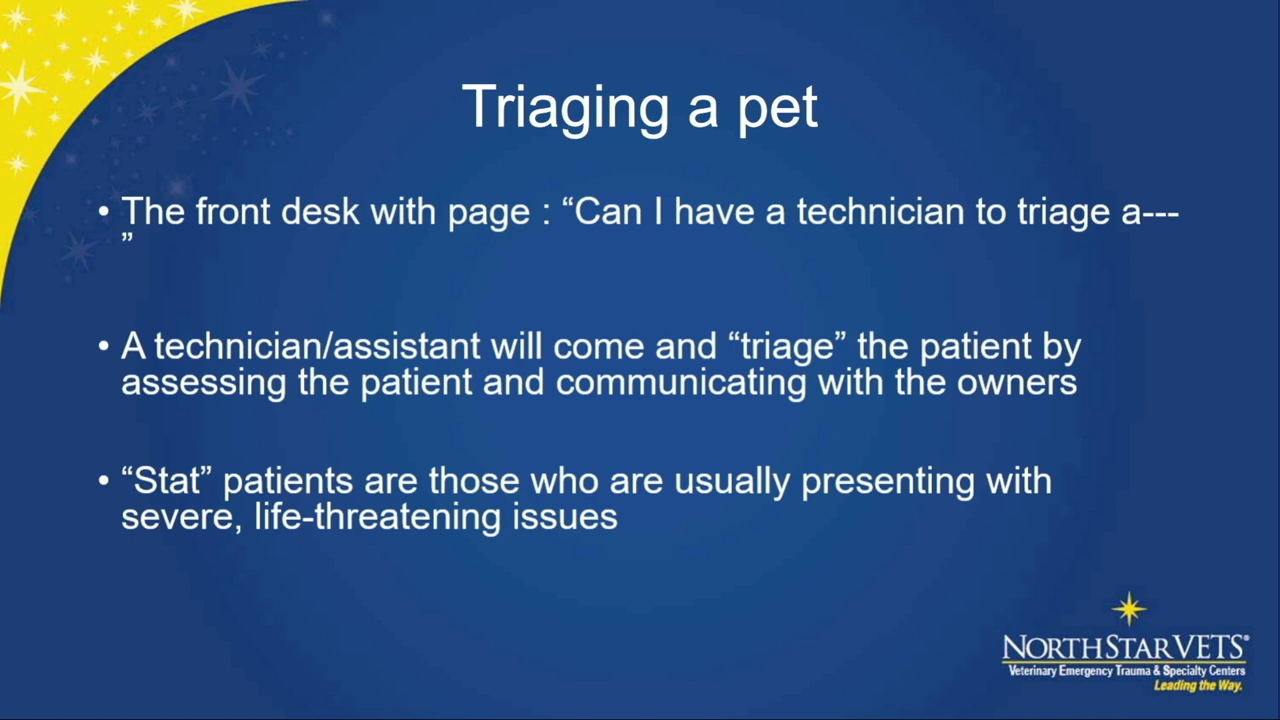 Triaging a pet
• The front desk with page : “Can I have a technician to triage a---
”
• A technician/assistant will come and “triage” the patient by
assessing the patient and communicating with the owners
• “Stat” patients are those who are usually presenting with
severe, life-threatening issues
NORTHSTAR VETS®
Veterinary Emergency Trauma & Specialty Centers
Leading the Way.